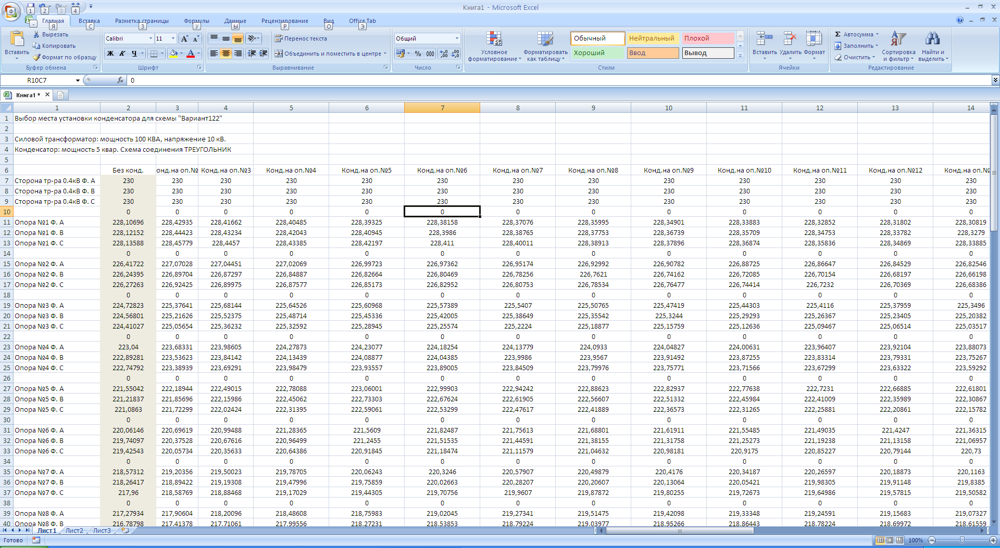 Книга1 - Microsoft Excel
Ф 1 2 3 4
Главная Вставка Разметка страницы Формулы Данные Рецензирование Вид Office Tab
- Я С З У Ы Р О Э
Вставить
Вырезать
Копировать
Формат по образцу
Буфер обмена
Calibri 11
Ж К Ч
Шрифт
Перенос текста
Объединить и поместить в центре
Выравнивание
Общий
% 000
Число
Условное форматирование
Форматировать как таблицу
Обычный Нейтральный Плохой
Хороший Ввод Вывод
Стили
Вставить Удалить Формат
Ячейки
Σ Автосумма
Заполнить
Очистить
Сортировка и фильтр
Найти и выделить
Редактирование
R10C7 fx 0
Книга1 *
1 2 3 4 5 6 7 8 9 10 11 12 13 14
1 Выбор места установки конденсатора для схемы "Вариант122"
2
3 Силовой трансформатор: мощность 100 КВА, напряжение 10 кВ.
4 Конденсатор: мощность 5 квар. Схема соединения ТРЕУГОЛЬНИК
5
6 Без конд. онд.на оп.№ Конд.на оп.№3 Конд.на оп.№4 Конд.на оп.№5 Конд.на оп.№6 Конд.на оп.№7 Конд.на оп.№8 Конд.на оп.№9 Конд.на оп.№10 Конд.на оп.№11 Конд.на оп.№12 Конд.на оп.№
7 Сторона тр-ра 0.4кВ Ф. А 230 230 230 230 230 230 230 230 230 230 230 230 230
8 Сторона тр-ра 0.4кВ Ф. В 230 230 230 230 230 230 230 230 230 230 230 230 230
9 Сторона тр-ра 0.4кВ Ф. С 230 230 230 230 230 230 230 230 230 230 230 230 230
10 0 0 0 0 0 0 0 0 0 0 0 0 0
11 Опора №1 Ф. А 228,10696 228,42935 228,41662 228,40485 228,39325 228,38158 228,37076 228,35995 228,34901 228,33883 228,32852 228,31802 228,30819
12 Опора №1 Ф. В 228,12152 228,44423 228,43234 228,42043 228,40945 228,3986 228,38765 228,37753 228,36739 228,35709 228,34753 228,33782 228,3279
13 Опора №1 Ф. С 228,13588 228,45779 228,4457 228,43385 228,42197 228,411 228,40011 228,38913 228,37896 228,36874 228,35836 228,34869 228,33885
14 0 0 0 0 0 0 0 0 0 0 0 0 0
15 Опора №2 Ф. А 226,41722 227,07028 227,04451 227,02069 226,99723 226,97362 226,95174 226,92992 226,90782 226,88725 226,86647 226,84529 226,82546
16 Опора №2 Ф. В 226,24395 226,89704 226,87297 226,84887 226,82664 226,80469 226,78256 226,7621 226,74162 226,72085 226,70154 226,68197 226,66198
17 Опора №2 Ф. С 226,27263 226,92425 226,89975 226,87577 226,85173 226,82952 226,80753 226,78534 226,76477 226,74414 226,7232 226,70369 226,68386
18 0 0 0 0 0 0 0 0 0 0 0 0 0
19 Опора №3 Ф. А 224,72823 225,37641 225,68144 225,64526 225,60968 225,57389 225,5407 225,50765 225,47419 225,44303 225,4116 225,37959 225,3496
20 Опора №3 Ф. В 224,56801 225,21626 225,52375 225,48714 225,45336 225,42005 225,38649 225,35542 225,3244 225,29293 225,26367 225,23405 225,20382
21 Опора №3 Ф. С 224,41027 225,05654 225,36232 225,32592 225,28945 225,25574 225,2224 225,18877 225,15759 225,12636 225,09467 225,06514 225,03517
22 0 0 0 0 0 0 0 0 0 0 0 0 0
23 Опора №4 Ф. А 223,04 223,68331 223,98605 224,27873 224,23077 224,18254 224,13779 224,0933 224,04827 224,00631 223,96407 223,92104 223,88073
24 Опора №4 Ф. В 222,89281 223,53623 223,84142 224,13439 224,08877 224,04385 223,9986 223,9567 223,91492 223,87255 223,83314 223,79331 223,75267
25 Опора №4 Ф. С 222,74792 223,38939 223,69291 223,98479 223,93557 223,89005 223,84509 223,79976 223,75771 223,71566 223,67299 223,63322 223,59292
26 0 0 0 0 0 0 0 0 0 0 0 0 0
27 Опора №5 Ф. А 221,55042 222,18944 222,49015 222,78088 223,06001 222,99903 222,94242 222,88623 222,82937 222,77638 222,7231 222,66885 222,61801
28 Опора №5 Ф. В 221,21837 221,85696 222,15986 222,45062 222,73303 222,67624 222,61905 222,56607 222,51332 222,45984 222,41009 222,35989 222,30867
29 Опора №5 Ф. С 221,0863 221,72299 222,02424 222,31395 222,59061 222,53299 222,47617 222,41889 222,36573 222,31265 222,25881 222,20861 222,15782
30 0 0 0 0 0 0 0 0 0 0 0 0 0
31 Опора №6 Ф. А 220,06146 220,69619 220,99488 221,28365 221,5609 221,82487 221,75613 221,68801 221,61911 221,55485 221,49035 221,4247 221,36315
32 Опора №6 Ф. В 219,74097 220,37528 220,67616 220,96499 221,2455 221,51535 221,44591 221,38155 221,31758 221,25273 221,19238 221,13158 221,06957
33 Опора №6 Ф. С 219,42543 220,05734 220,35633 220,64386 220,91845 221,18474 221,11579 221,04632 220,98181 220,9175 220,85227 220,79144 220,73
34 0 0 0 0 0 0 0 0 0 0 0 0 0
35 Опора №7 Ф. А 218,57312 219,20356 219,50023 219,78705 220,06243 220,3246 220,57907 220,49879 220,4176 220,34187 220,26597 220,18873 220,1163
36 Опора №7 Ф. В 218,26417 218,89422 219,19308 219,47996 219,75859 220,02663 220,28207 220,20607 220,13064 220,05421 219,98305 219,91148 219,8385
37 Опора №7 Ф. С 217,96 218,58769 218,88468 219,17029 219,44305 219,70756 219,9607 219,87872 219,80255 219,72673 219,64986 219,57815 219,50582
38 0 0 0 0 0 0 0 0 0 0 0 0 0
39 Опора №8 Ф. А 217,27934 217,90604 218,20096 218,48608 218,75983 219,02045 219,27341 219,51475 219,42098 219,33348 219,24591 219,15683 219,07327
40 Опора №8 Ф. В 216,78798 217,41378 217,71061 217,99556 218,27231 218,53853 218,79224 219,03977 218,95266 218,86443 218,78224 218,69972 218,61559
Лист1 Лист2 Лист3
Готово 100%